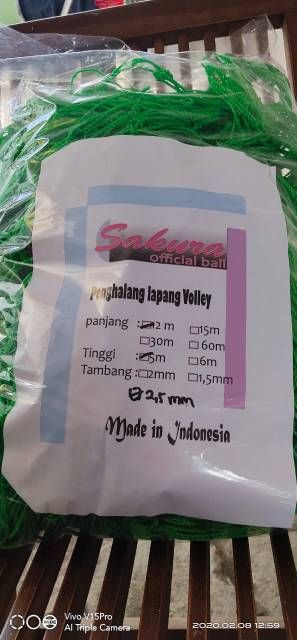 Sakura
official ball
Penghalang lapang Volley
panjang :☑12 m ☐15m
☐30m ☐60m
Tinggi :☑5m ☐6m
Tambang :☐2mm ☐1,5mm
☑ 2,5 mm
Made in Indonesia
Vivo V15Pro
AI Triple Camera
2020.02.08 12:59